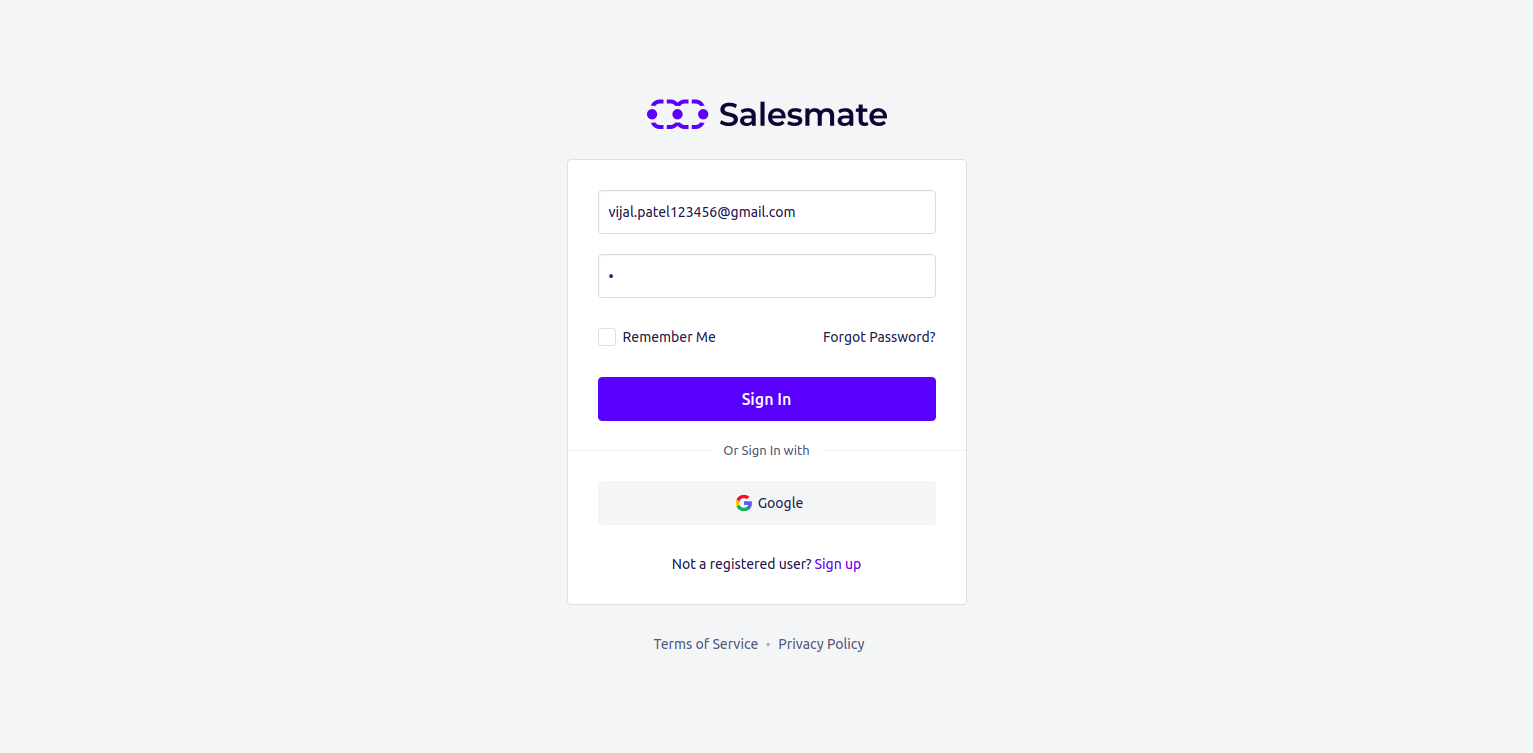 Salesmate
vijal.patel123456@gmail.com
•
Remember Me
Forgot Password?
Sign In
Or Sign In with
Google
Not a registered user? Sign up
Terms of Service • Privacy Policy